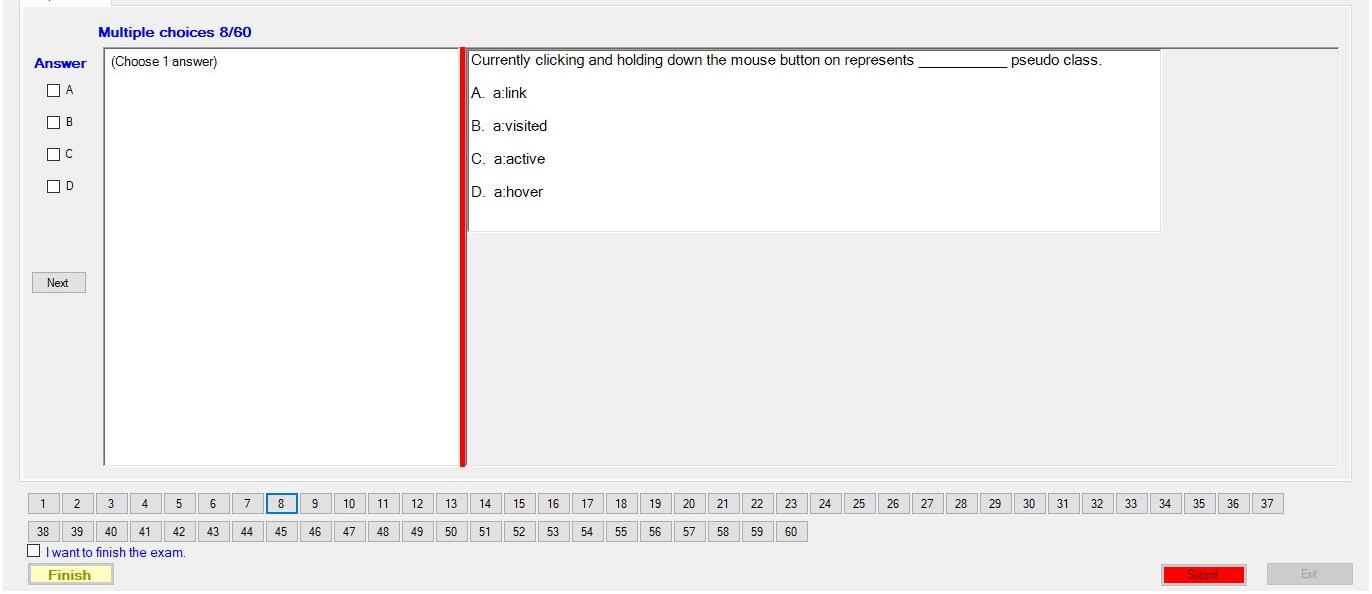 Multiple choices 8/60
Answer
(Choose 1 answer)
A
B
C
D
Next
Currently clicking and holding down the mouse button on represents ___________ pseudo class.
A. a:link
B. a:visited
C. a:active
D. a:hover
1 2 3 4 5 6 7 8 9 10 11 12 13 14 15 16 17 18 19 20 21 22 23 24 25 26 27 28 29 30 31 32 33 34 35 36 37
38 39 40 41 42 43 44 45 46 47 48 49 50 51 52 53 54 55 56 57 58 59 60
I want to finish the exam.
Finish
Submit
Exit